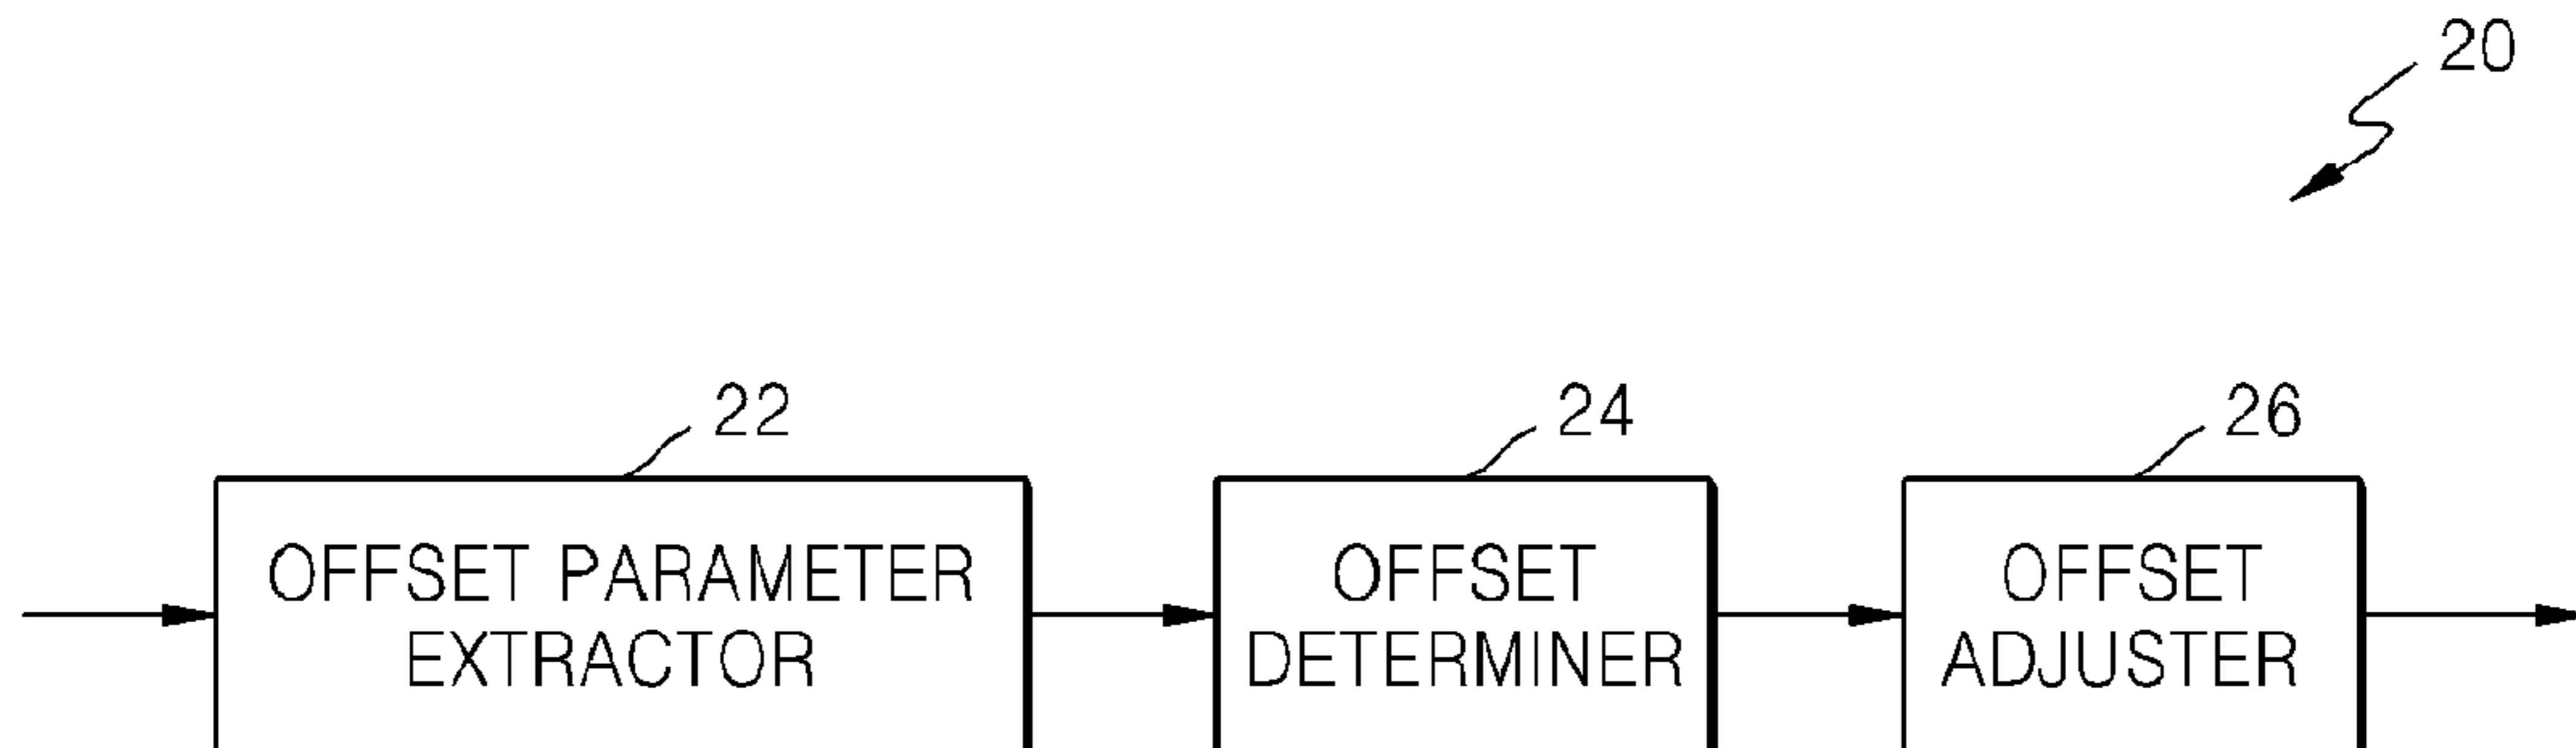 20
22
24
26
OFFSET PARAMETER
EXTRACTOR
OFFSET
DETERMINER
OFFSET
ADJUSTER